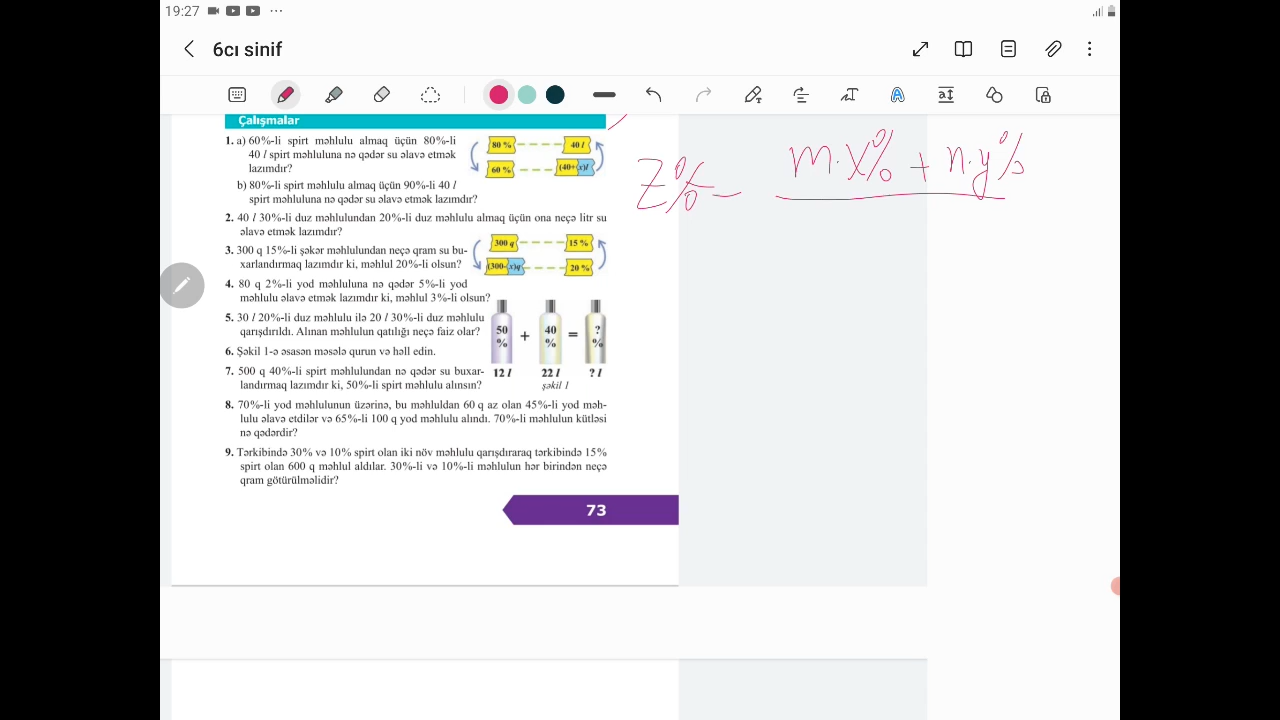 19:27
6cı sinif
Çalışmalar
1. a) 60%-li spirt məhlulu almaq üçün 80%-li
40 l spirt məhluluna nə qədər su əlavə etmək
lazımdır?
80 % 40 l
60 % (40+x)l
b) 80%-li spirt məhlulu almaq üçün 90%-li 40 l
spirt məhluluna nə qədər su əlavə etmək lazımdır?
2. 40 l 30%-li duz məhlulundan 20%-li duz məhlulu almaq üçün ona neçə litr su
əlavə etmək lazımdır?
3. 300 q 15%-li şəkər məhlulundan neçə qram su bu-
xarlandırmaq lazımdır ki, məhlul 20%-li olsun?
300 q 15 %
(300-x)q 20 %
4. 80 q 2%-li yod məhluluna nə qədər 5%-li yod
məhlulu əlavə etmək lazımdır ki, məhlul 3%-li olsun?
5. 30 l 20%-li duz məhlulu ilə 20 l 30%-li duz məhlulu
qarışdırıldı. Alınan məhlulun qatılığı neçə faiz olar?
6. Şəkil 1-ə əsasən məsələ qurun və həll edin.
50 % + 40 % = ? %
12 l 22 l ? l
şəkil 1
7. 500 q 40%-li spirt məhlulundan nə qədər su buxar-
landırmaq lazımdır ki, 50%-li spirt məhlulu alınsın?
8. 70%-li yod məhlulunun üzərinə, bu məhluldan 60 q az olan 45%-li yod məh-
lulu əlavə etdilər və 65%-li 100 q yod məhlulu alındı. 70%-li məhlulun kütləsi
nə qədərdir?
9. Tərkibində 30% və 10% spirt olan iki növ məhlulu qarışdıraraq tərkibində 15%
spirt olan 600 q məhlul aldılar. 30%-li və 10%-li məhlulun hər birindən neçə
qram götürülməlidir?
73
m·x% + n·y%
z% =